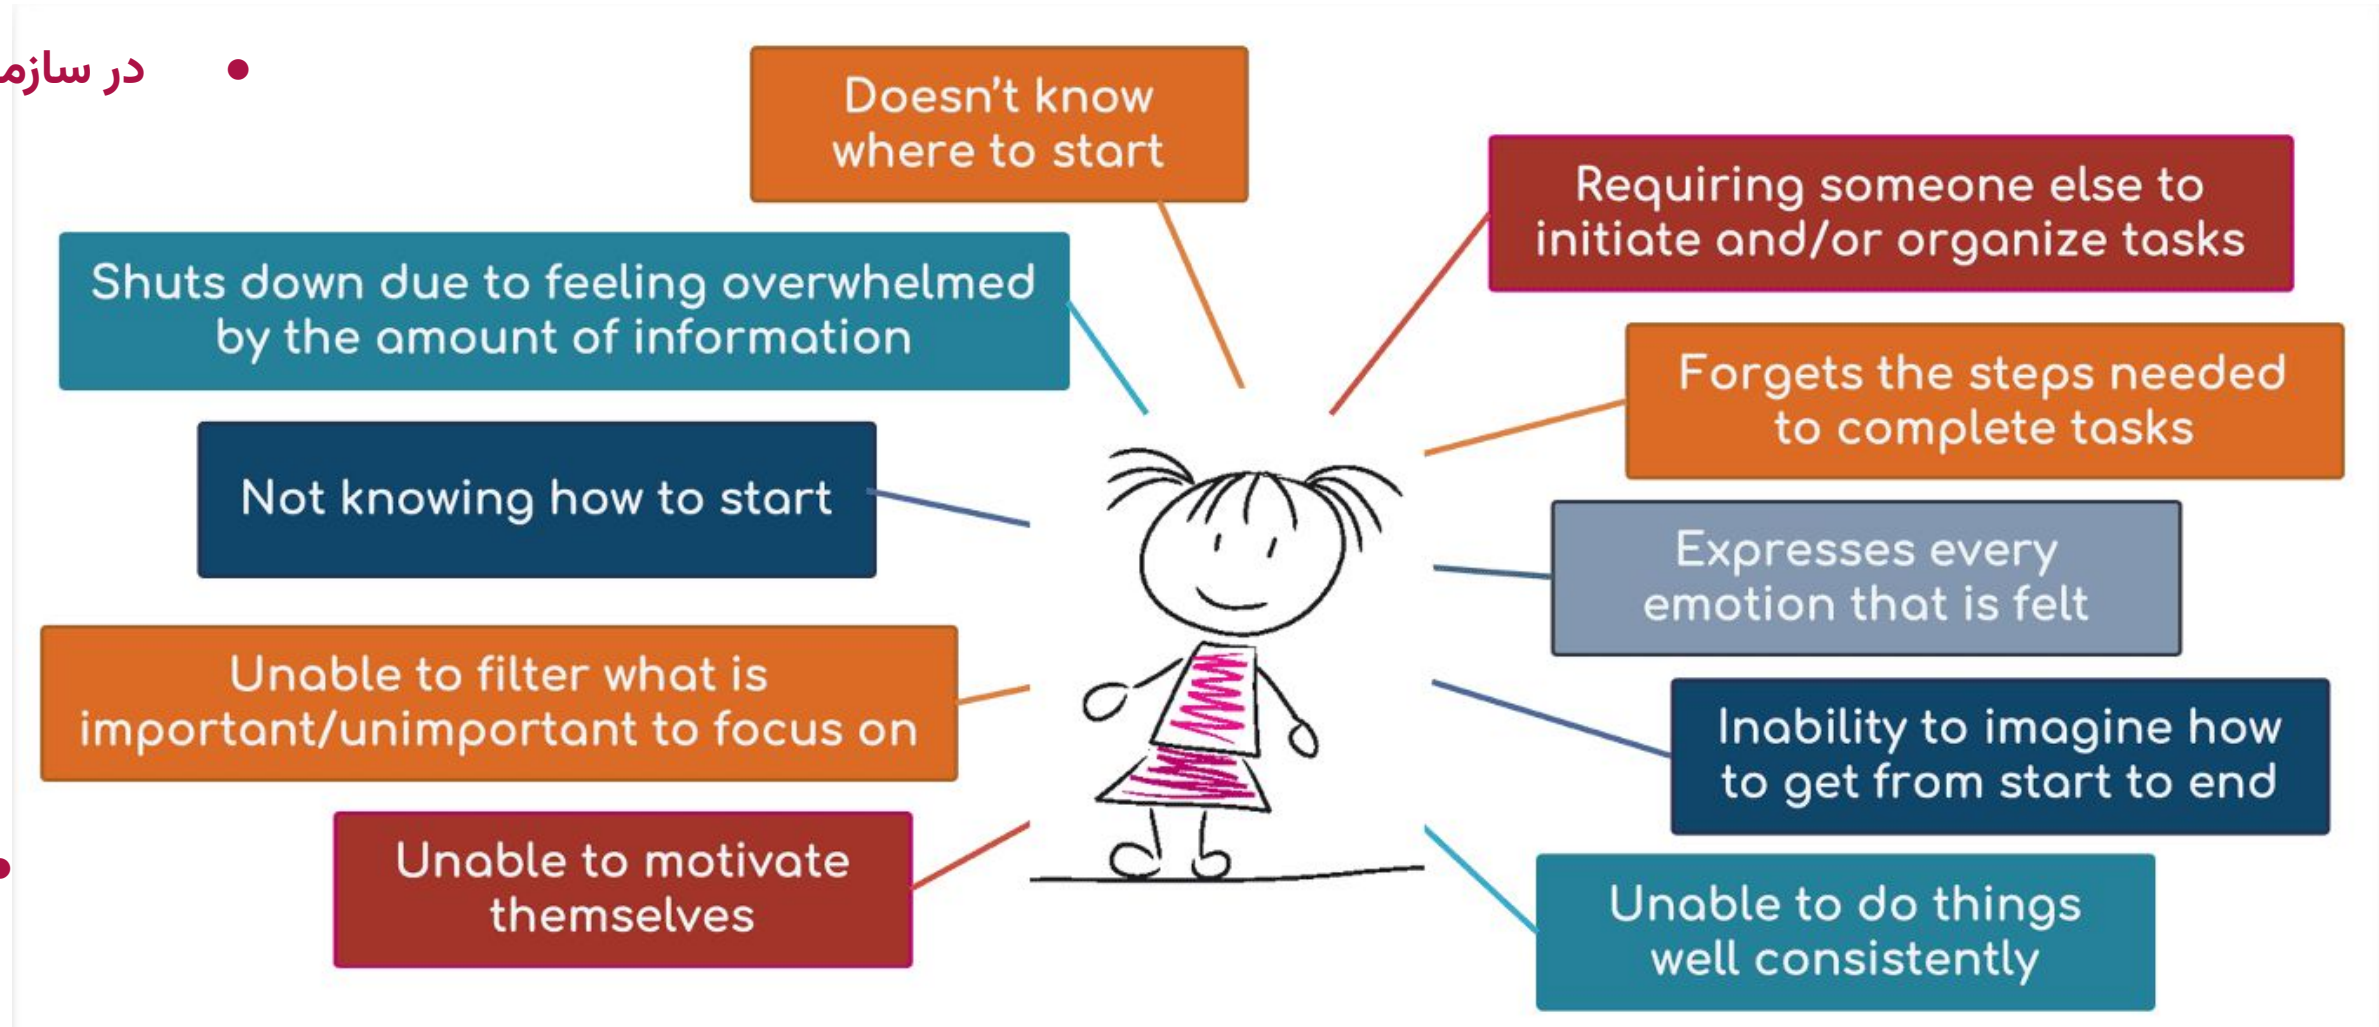 در
Doesn't know
where to start
Requiring someone else to
initiate and/or organize tasks
Shuts down due to feeling overwhelmed
by the amount of information
Forgets the steps needed
to complete tasks
Not knowing how to start
Expresses every
emotion that is felt
Unable to filter what is
important/unimportant to focus on
Inability to imagine how
to get from start to end
Unable to motivate
themselves
Unable to do things
well consistently